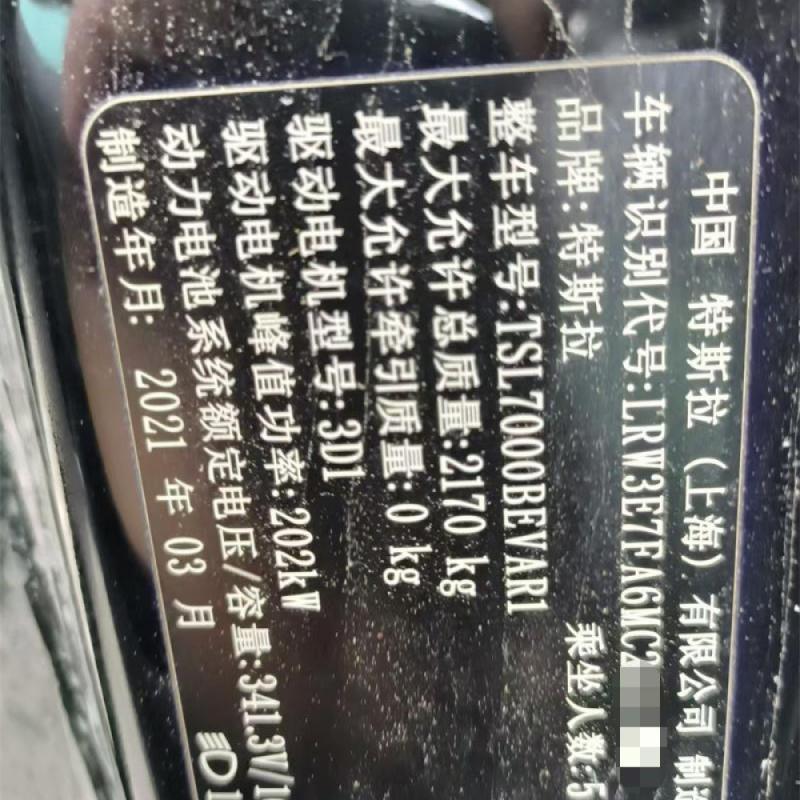 中国 特斯拉（上海）有限公司 制造
车辆识别代号:LRW3E7FA6MC2
品牌:特斯拉 乘坐人数:5
整车型号:TSL7000BEVAR1
最大允许总质量:2170 kg
最大允许牵引质量: 0 kg
驱动电机型号:3D1
驱动电机峰值功率:202kW
动力电池系统额定电压/容量:341.3V/1
制造年月: 2021 年 03 月